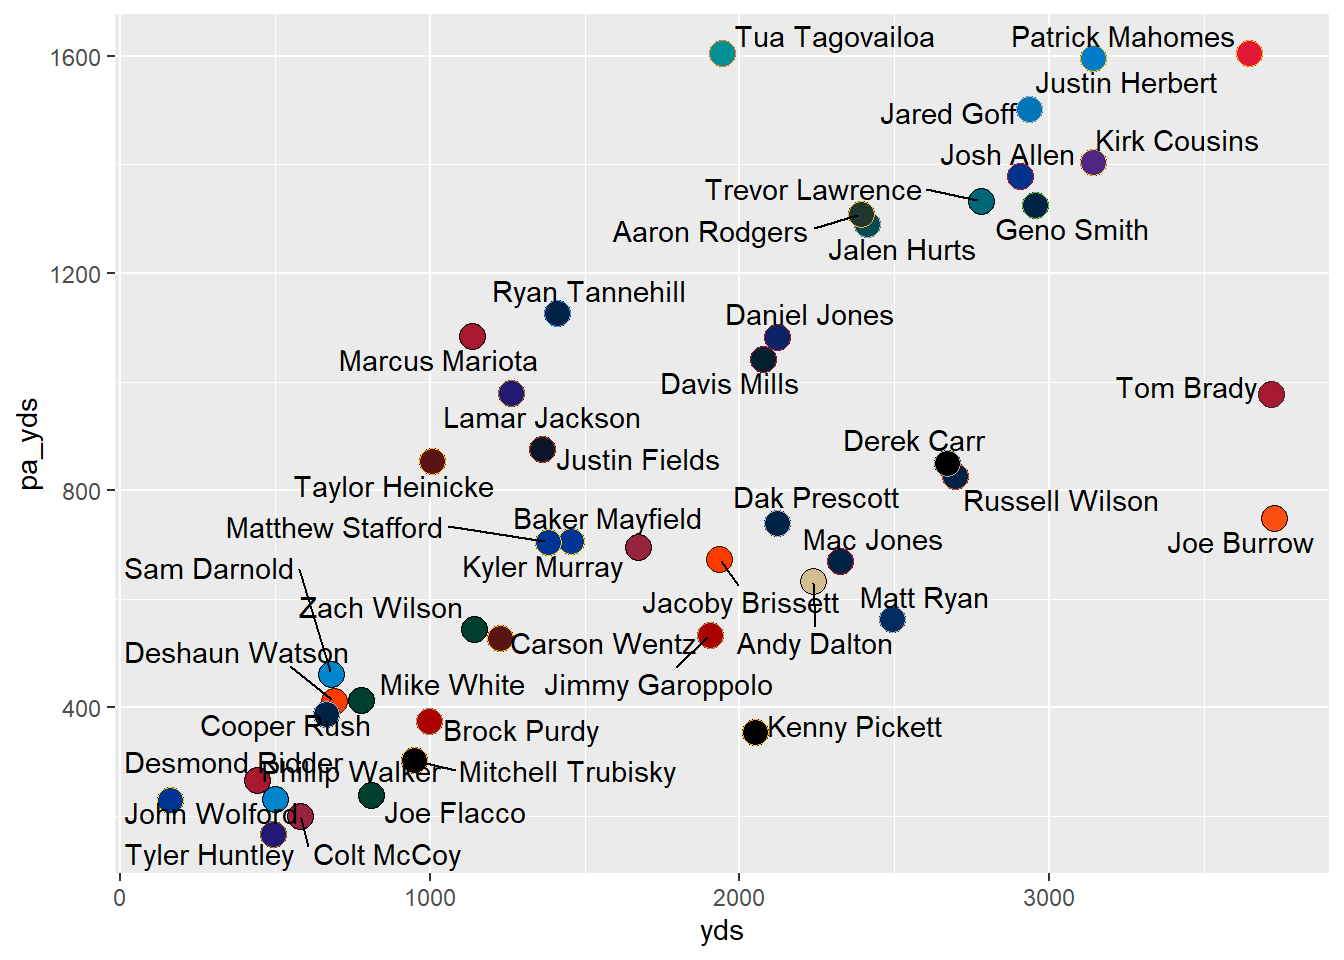 Tua Tagovailoa
Patrick Mahomes
1600
Justin Herbert
Jared Goff
Kirk Cousins
Josh Allen
Trevor Lawrence
Aaron Rodgers
Geno Smith
Jalen Hurts
1200
Ryan Tannehill
Daniel Jones
Marcus Mariota
Davis Mills
Tom Brady
Lamar Jackson
Derek Carr
pa_yds
Justin Fields
Taylor Heinicke
800
Dak Prescott
Russell Wilson
Matthew Stafford
Baker Mayfield
Mac Jones
Joe Burrow
Sam Darnold
Kyler Murray
Zach Wilson
Jacoby Brissett
Matt Ryan
Deshaun Watson
Carson Wentz
Andy Dalton
Mike White
Jimmy Garoppolo
400
Cooper Rush
Brock Purdy
Kenny Pickett
Desmond Ridder
Phillip Walker
Mitchell Trubisky
John Wolford
Joe Flacco
Tyler Huntley
Colt McCoy
0
1000
2000
3000
yds